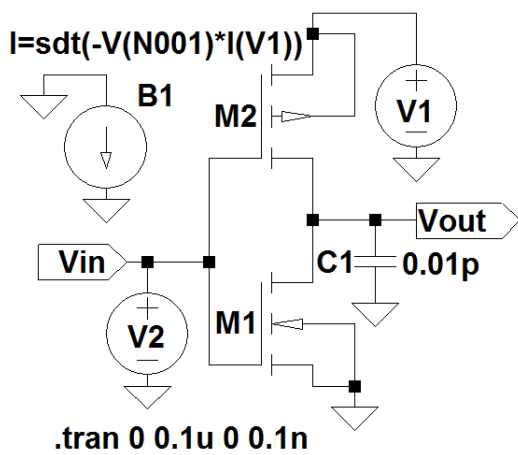 I=sdt(-V(N001)*I(V1))
B1
M2
V1
Vout
Vin
C1
0.01p
V2
M1
.tran 0 0.1u 0 0.1n